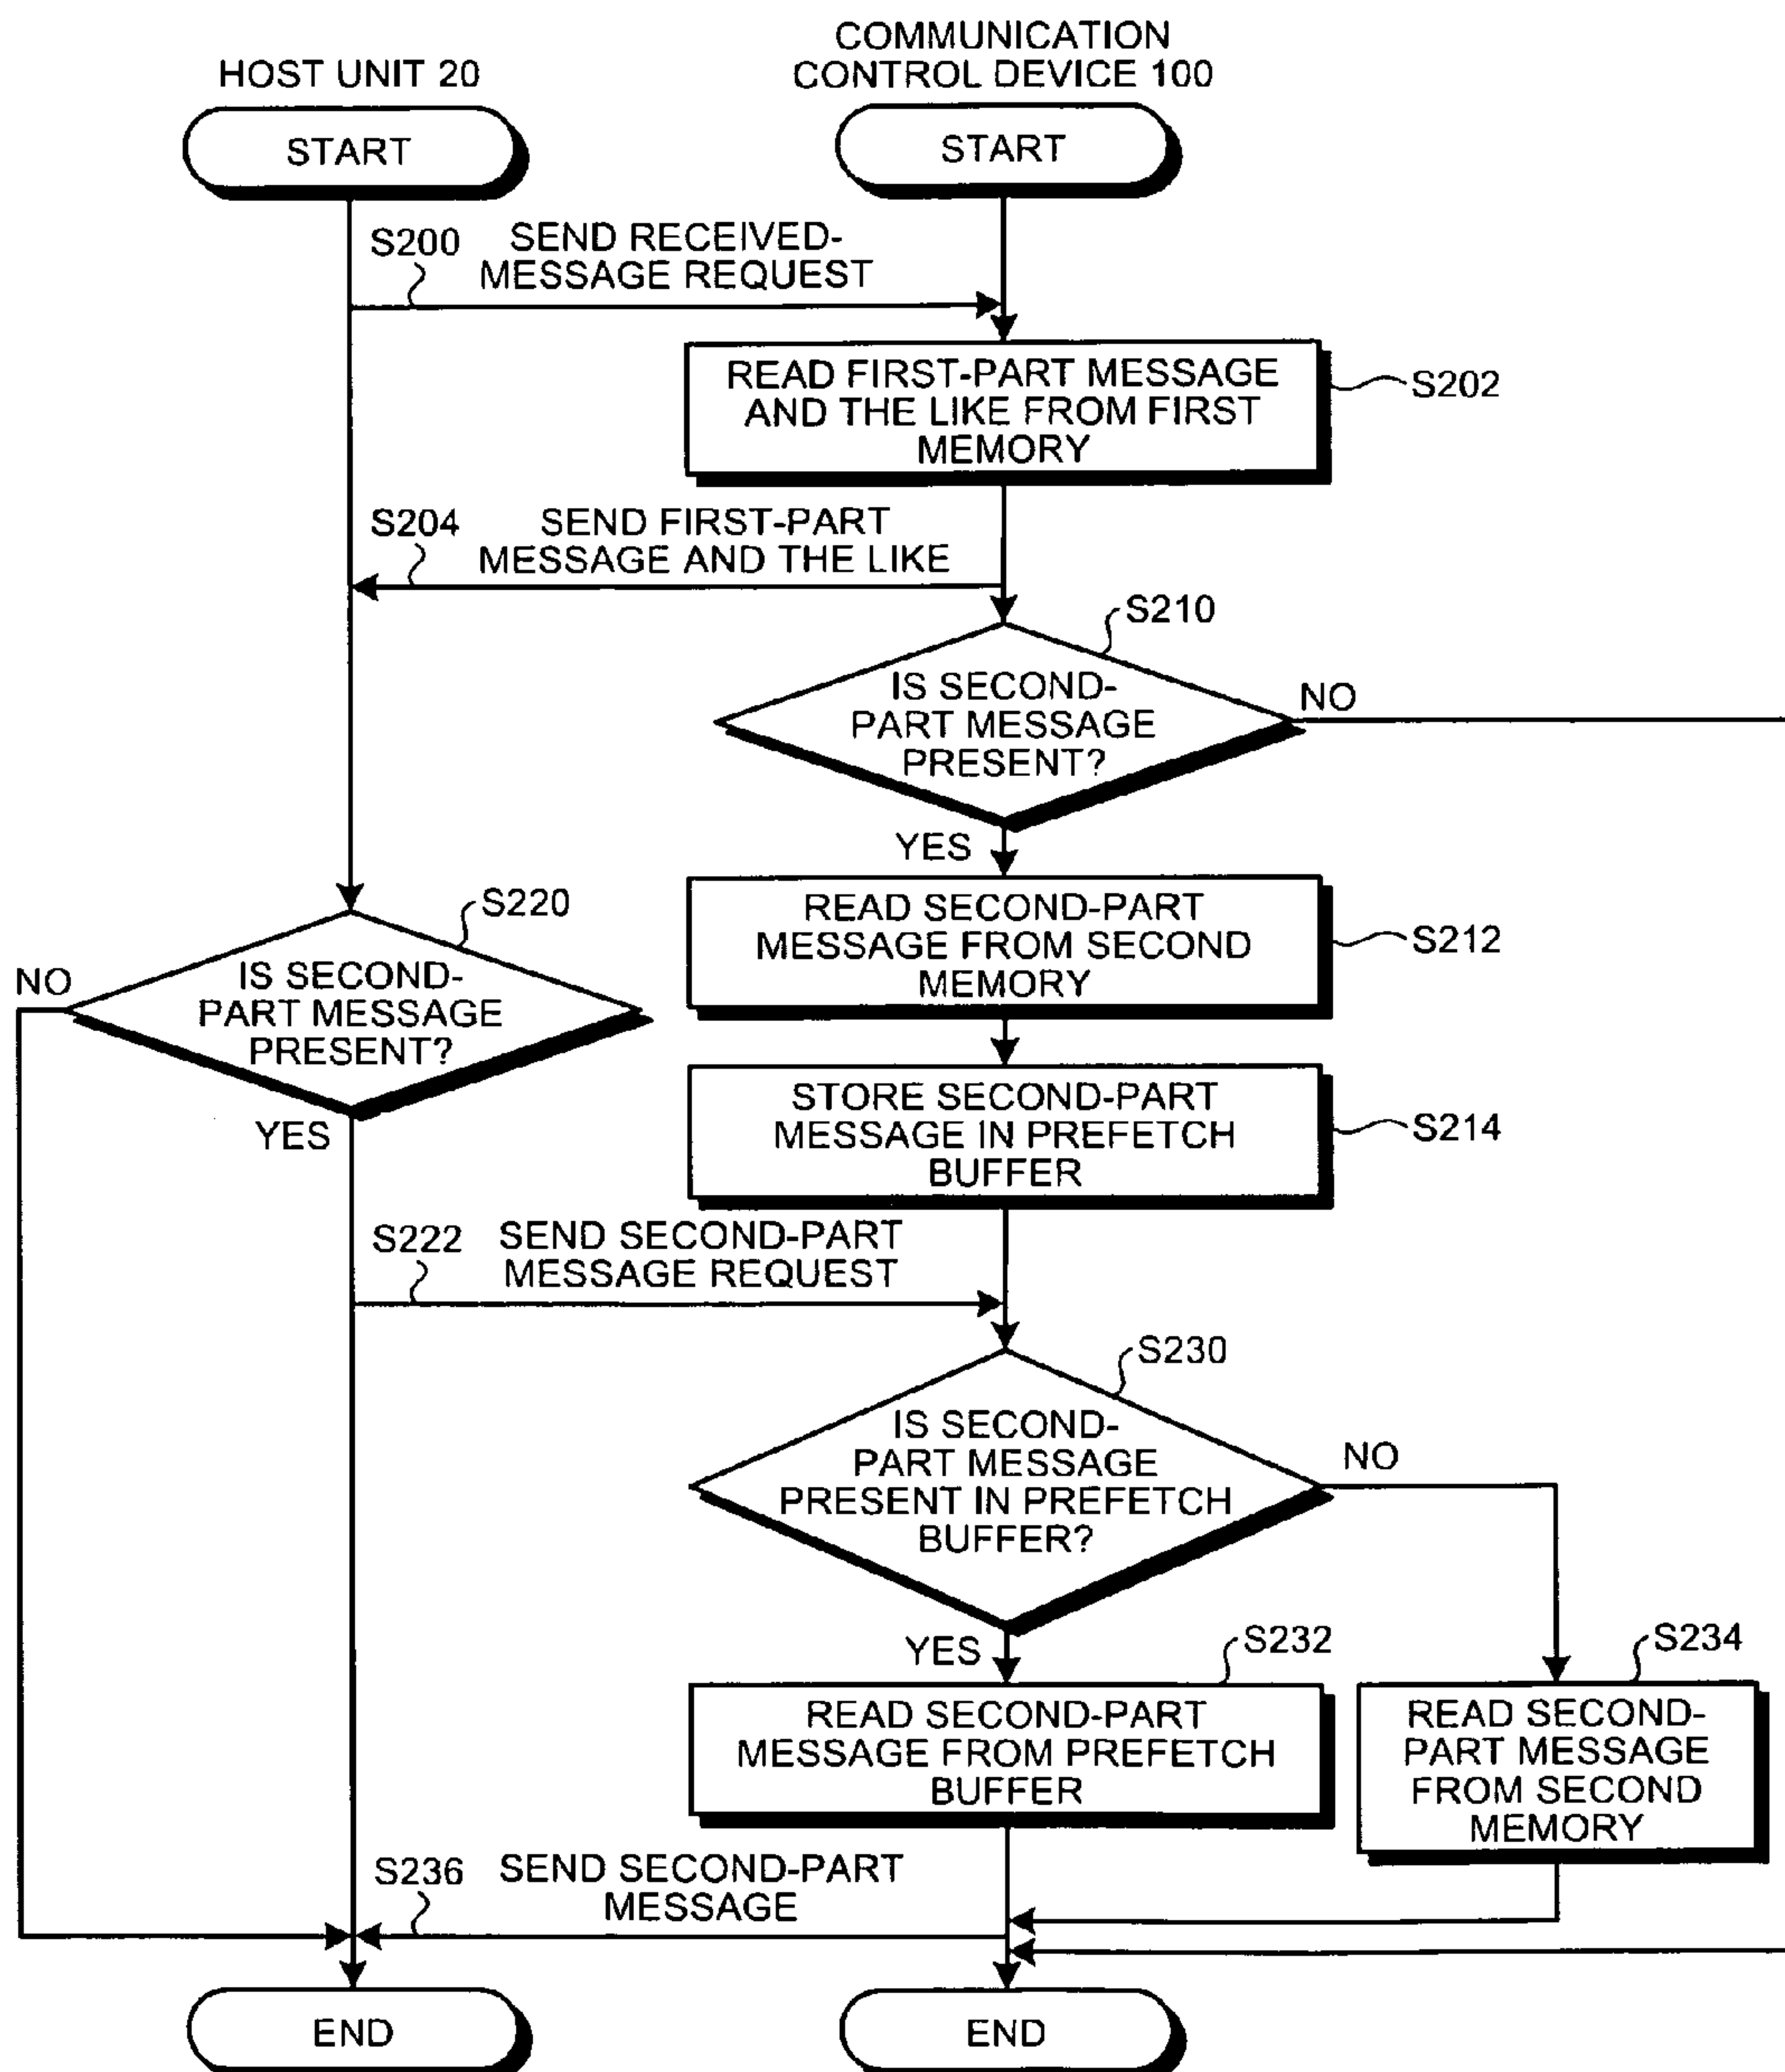 HOST UNIT 20
COMMUNICATION
CONTROL DEVICE 100
START
START
S200
SEND RECEIVED-
MESSAGE REQUEST
READ FIRST-PART MESSAGE
AND THE LIKE FROM FIRST
MEMORY
S202
S204
SEND FIRST-PART
MESSAGE AND THE LIKE
S210
IS SECOND-
PART MESSAGE
PRESENT?
NO
YES
READ SECOND-PART
MESSAGE FROM SECOND
MEMORY
S212
S220
NO
IS SECOND-
PART MESSAGE
PRESENT?
YES
STORE SECOND-PART
MESSAGE IN PREFETCH
BUFFER
S214
S222
SEND SECOND-PART
MESSAGE REQUEST
S230
IS SECOND-
PART MESSAGE
PRESENT IN PREFETCH
BUFFER?
NO
YES
S232
READ SECOND-PART
MESSAGE FROM PREFETCH
BUFFER
S234
READ SECOND-
PART MESSAGE
FROM SECOND
MEMORY
S236
SEND SECOND-PART
MESSAGE
END
END